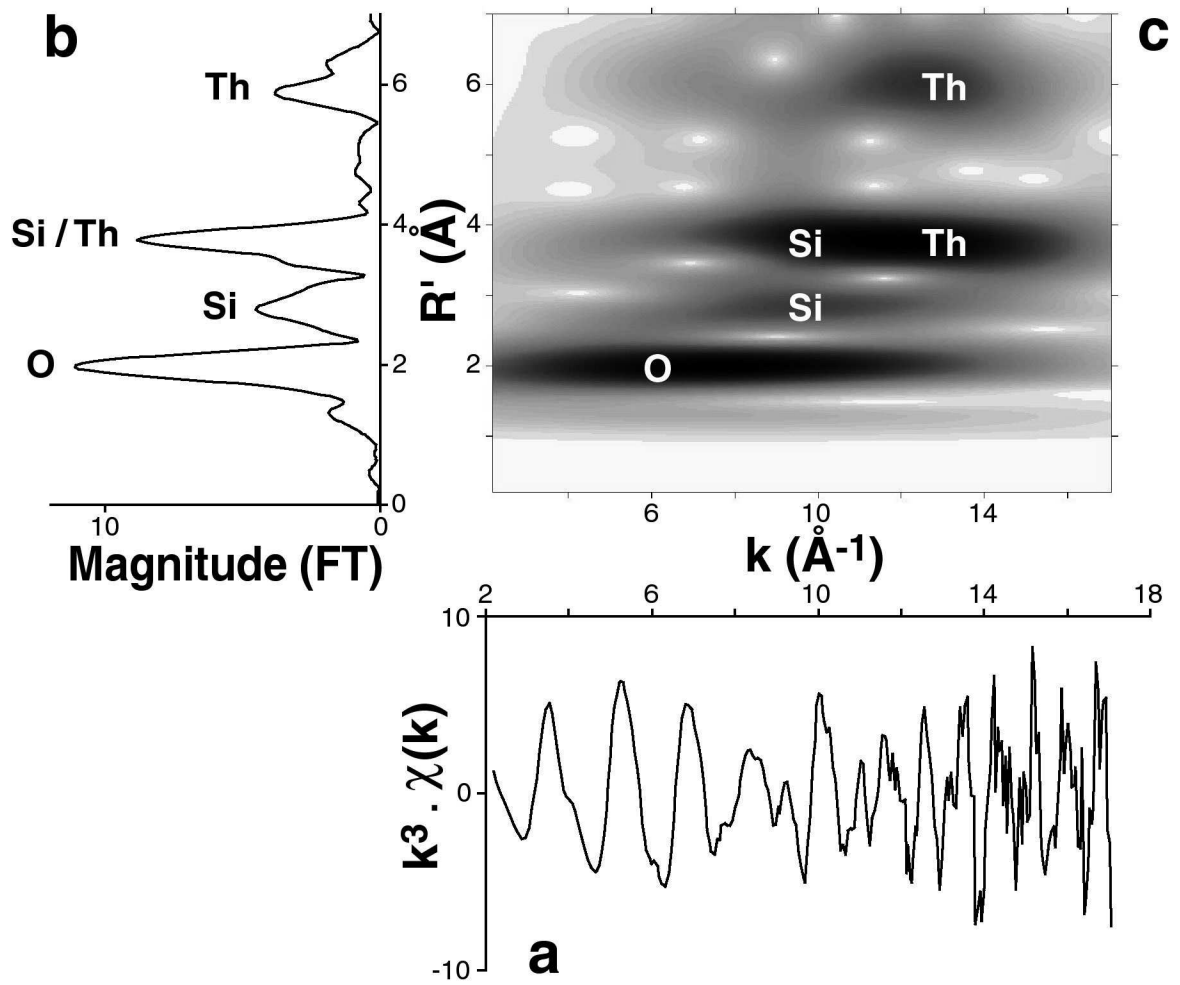 b
Th
Si / Th
Si
O
6
4
2
0
10
0
Magnitude (FT)
R' (Å)
c
6
4
2
Th
Si
Th
Si
O
6
10
14
k (Å-1)
2
6
10
14
18
10
0
-10
k3 . χ(k)
a